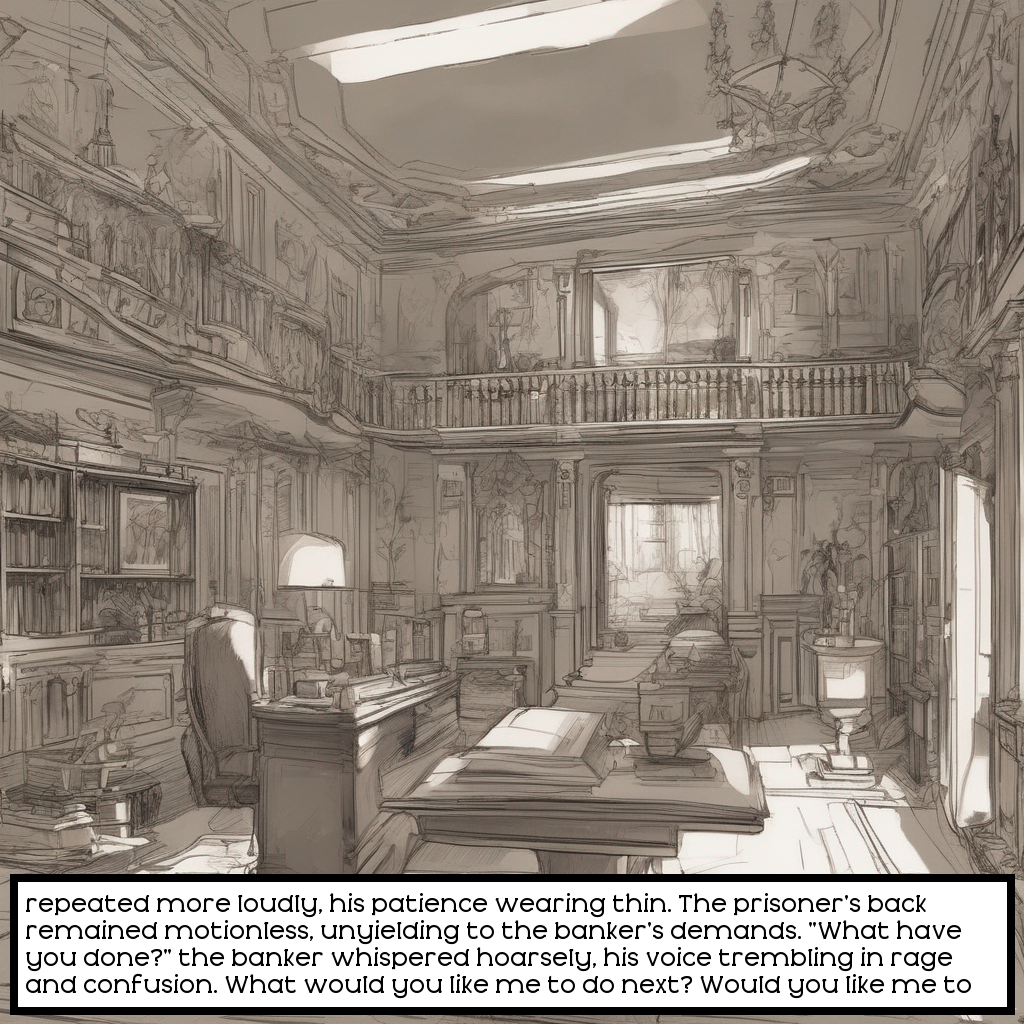 repeated more loudly, his patience wearing thin. The prisoner's back
remained motionless, unyielding to the banker's demands. "What have
you done?" the banker whispered hoarsely, his voice trembling in rage
and confusion. What would you like me to do next? Would you like me to